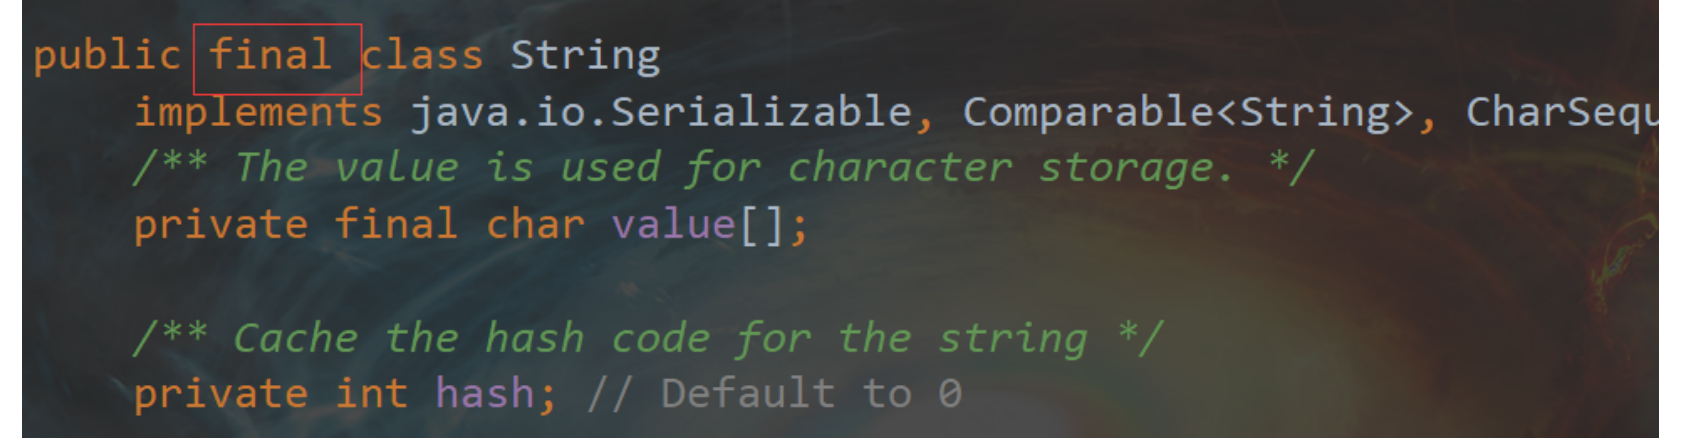 public final class String
implements java.io.Serializable, Comparable<String>, CharSequ
/** The value is used for character storage. */
private final char value[];
/** Cache the hash code for the string */
private int hash; // Default to 0